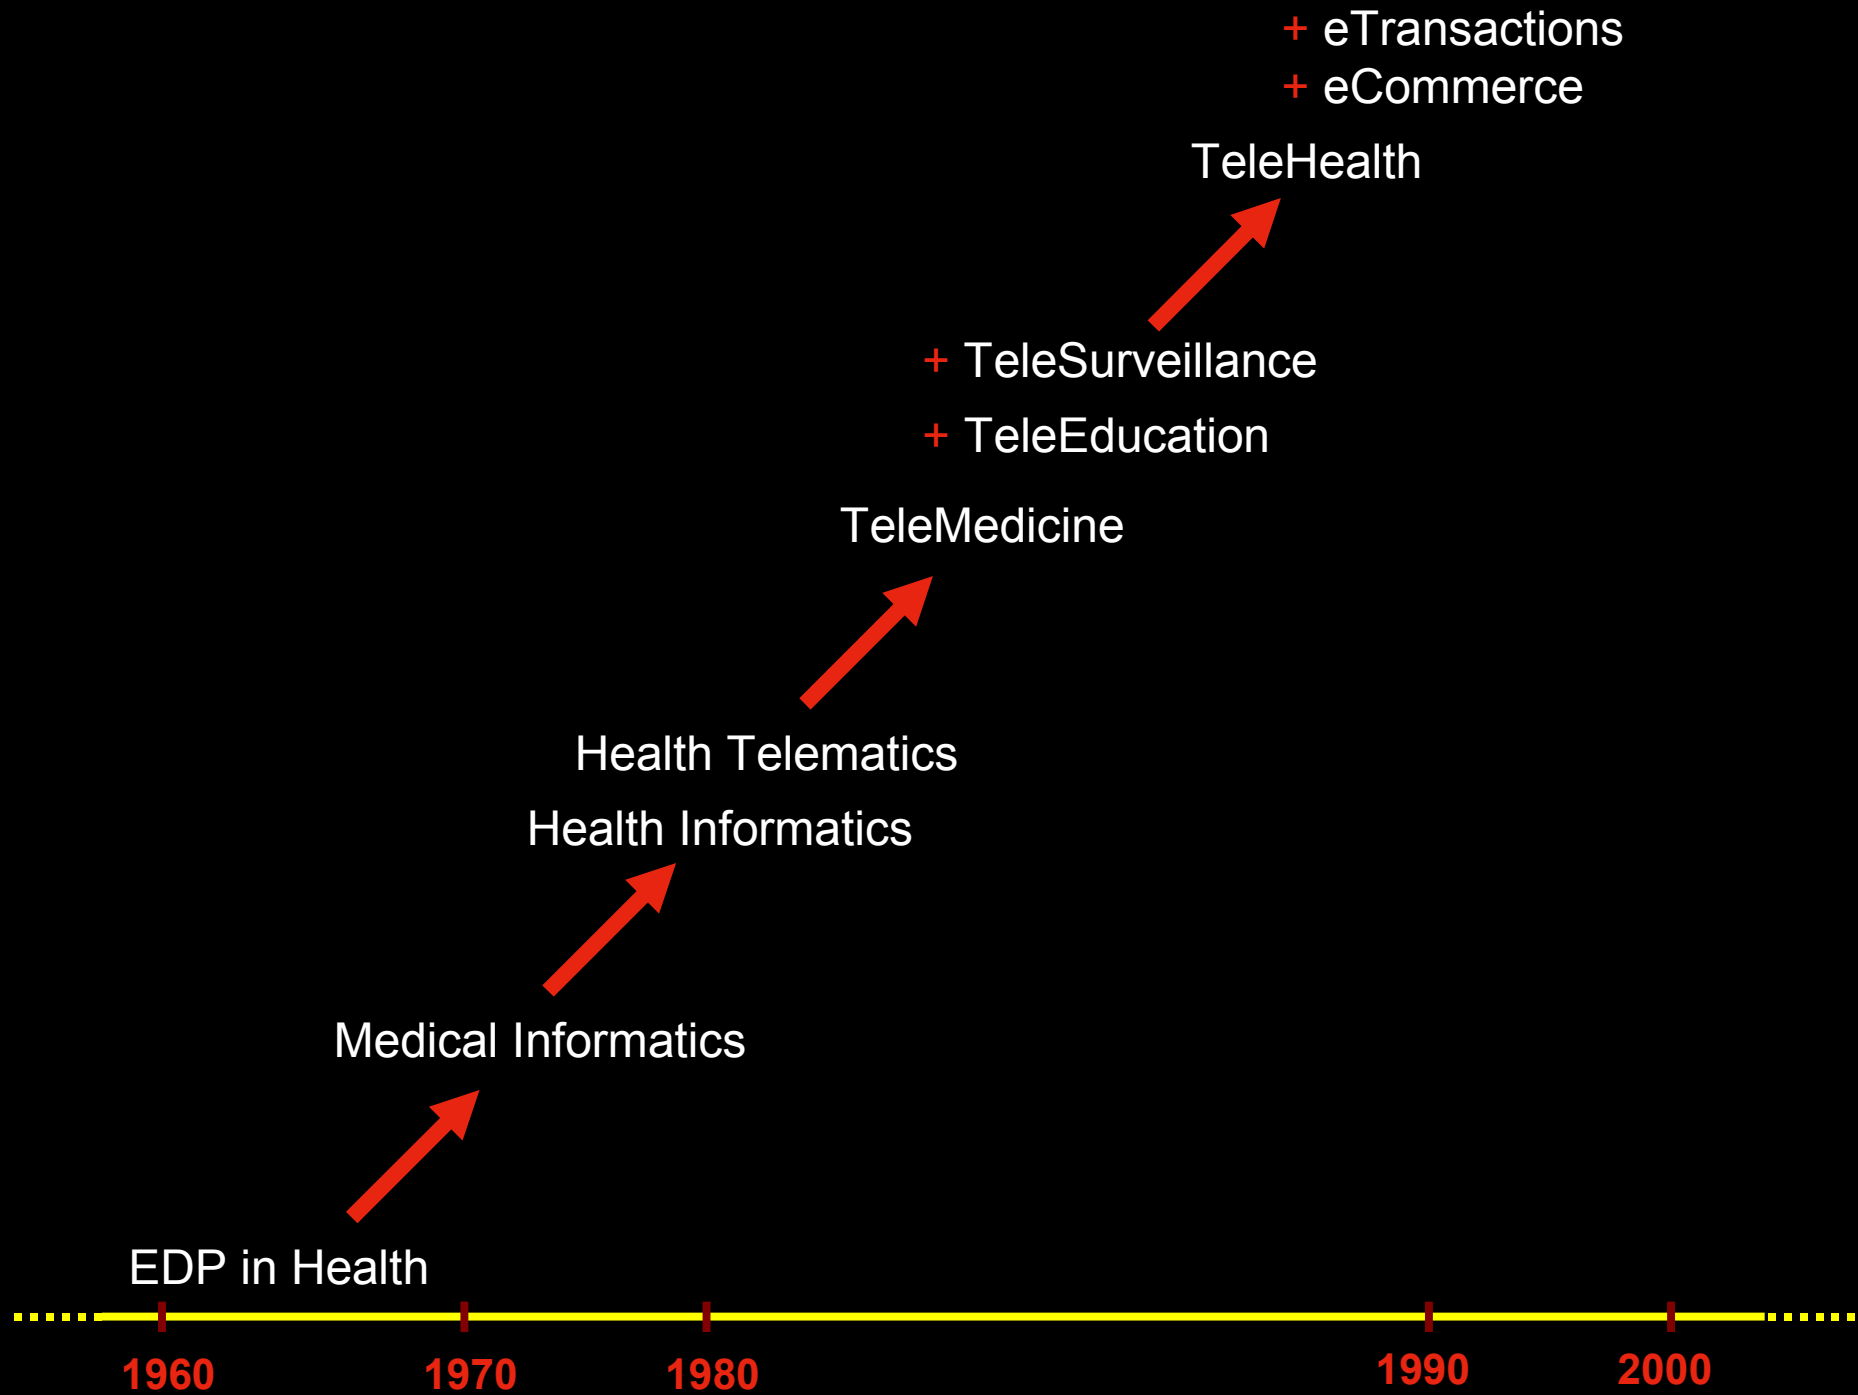 + eTransactions
+ eCommerce
TeleHealth
+ TeleSurveillance
+ TeleEducation
TeleMedicine
Health Telematics
Health Informatics
Medical Informatics
EDP in Health
1960 1970 1980 1990 2000